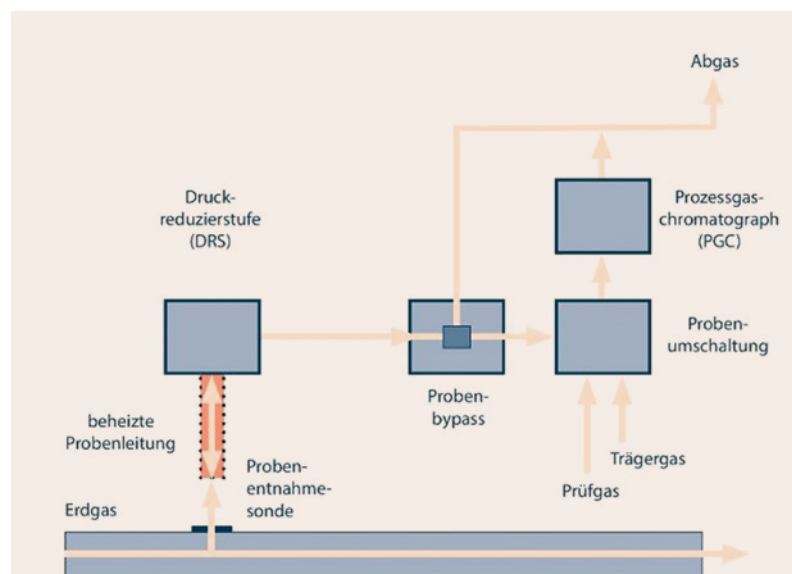 Abgas
Druck-
reduzierstufe
(DRS)
Prozessgas-
chromatograph
(PGC)
Proben-
umschaltung
Proben-
bypass
beheizte
Probenleitung
Proben-
entnahme-
sonde
Trägergas
Prüfgas
Erdgas